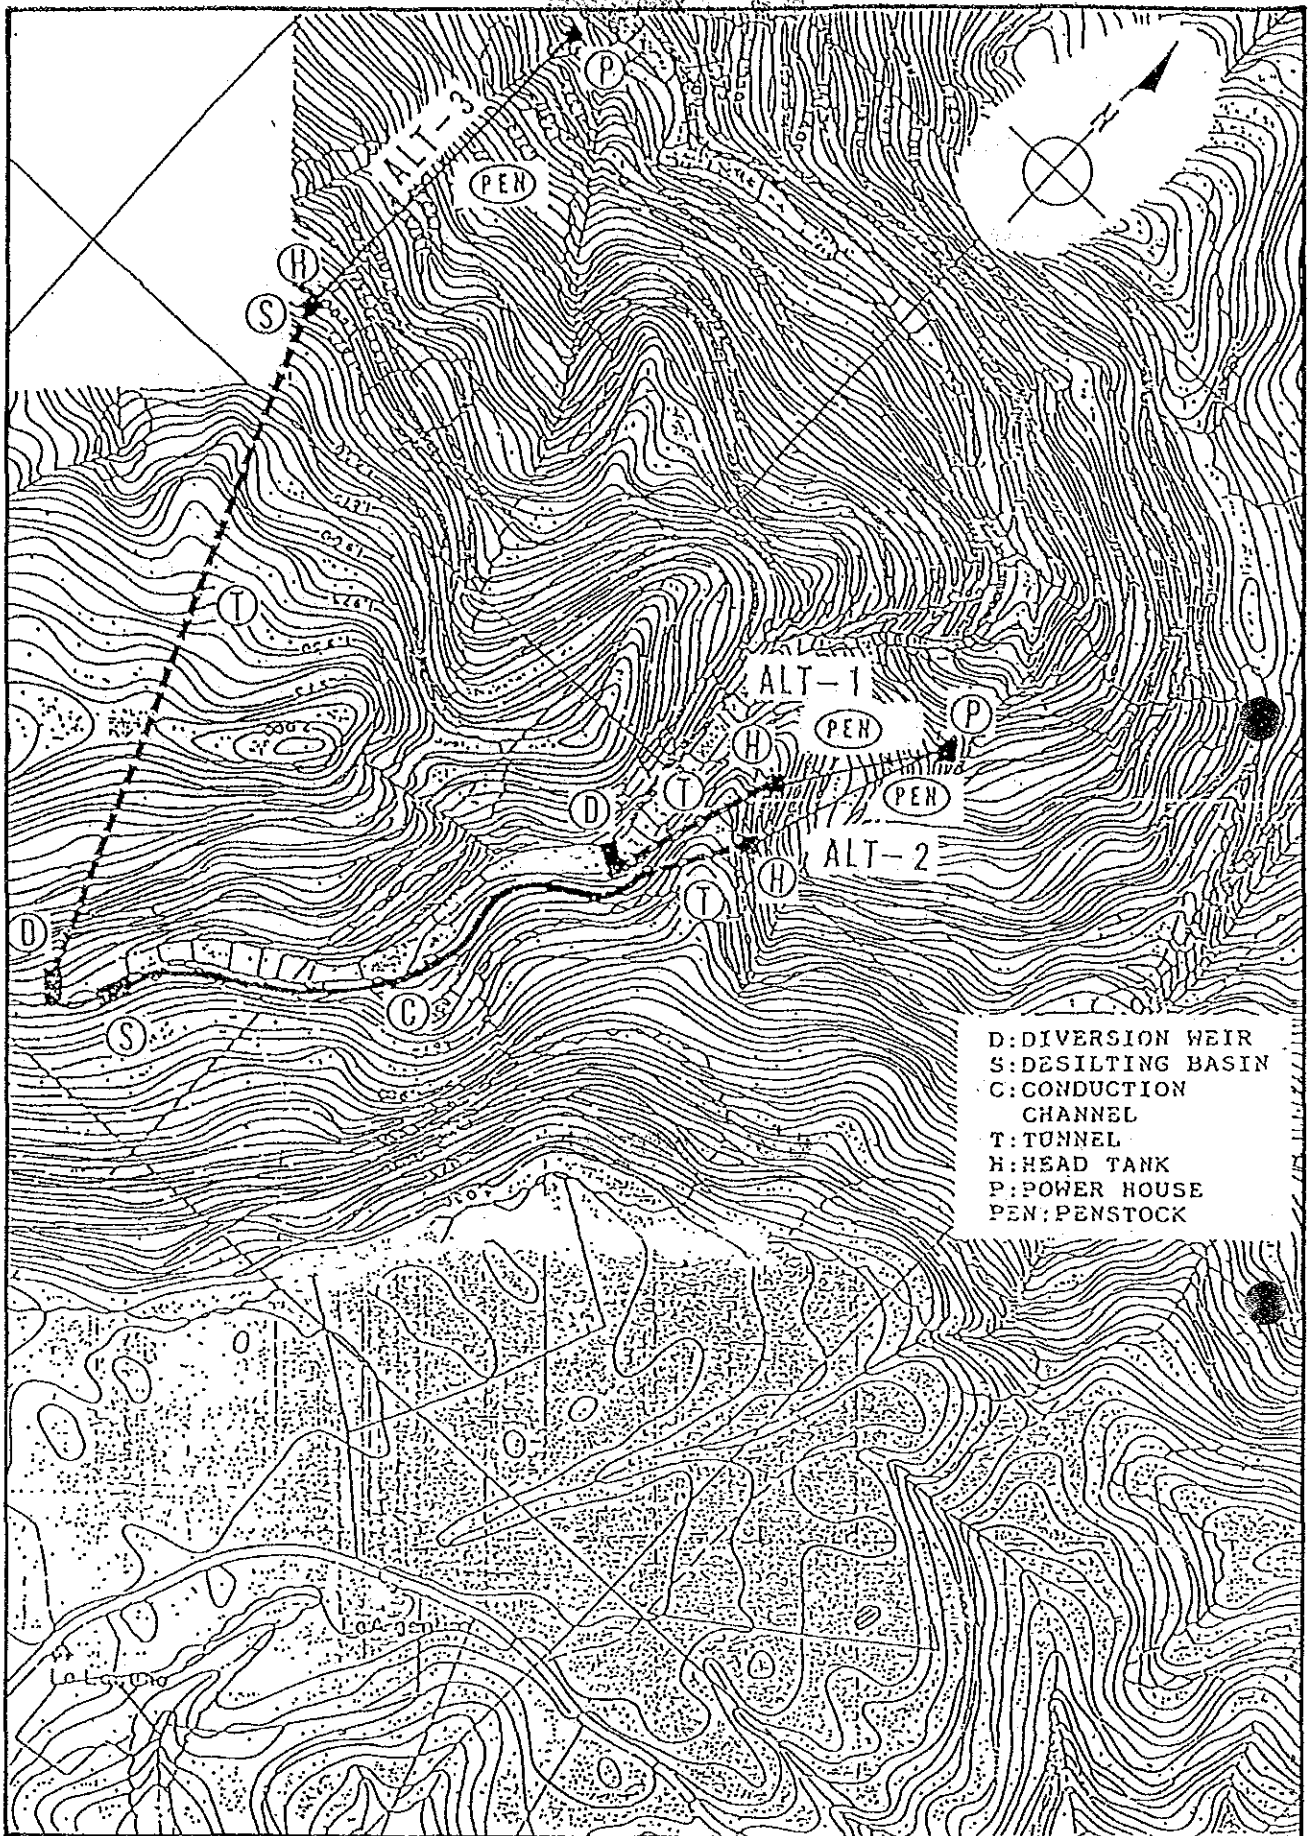 P
ALT-3
PEN
N
H
S
T
ALT-1
PEN
P
H
T
D
PEN
ALT-2
H
T
D
C
S
D:DIVERSION WEIR
S:DESILTING BASIN
C:CONDUCTION
CHANNEL
T:TUNNEL
H:HEAD TANK
P:POWER HOUSE
PEN:PENSTOCK